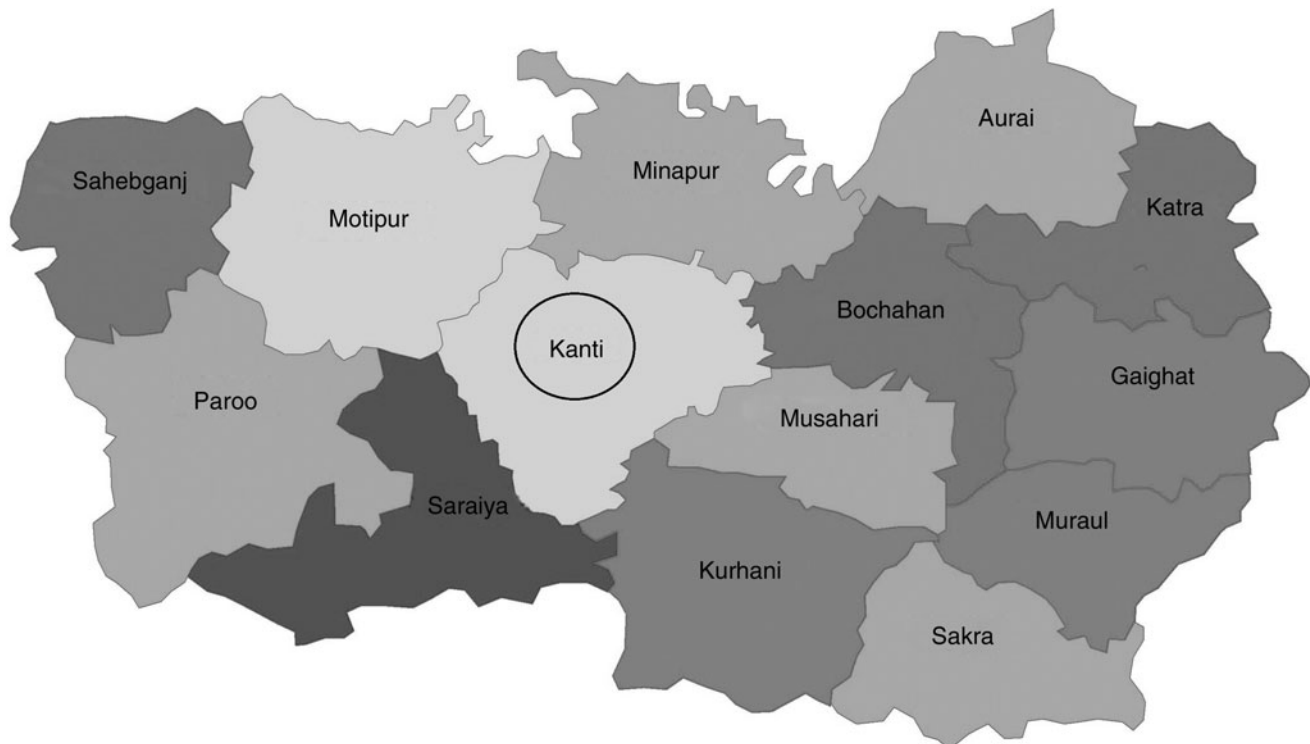 Aurai
Minapur
Sahebganj
Katra
Motipur
Bochahan
Kanti
Gaighat
Paroo
Musahari
Saraiya
Muraul
Kurhani
Sakra